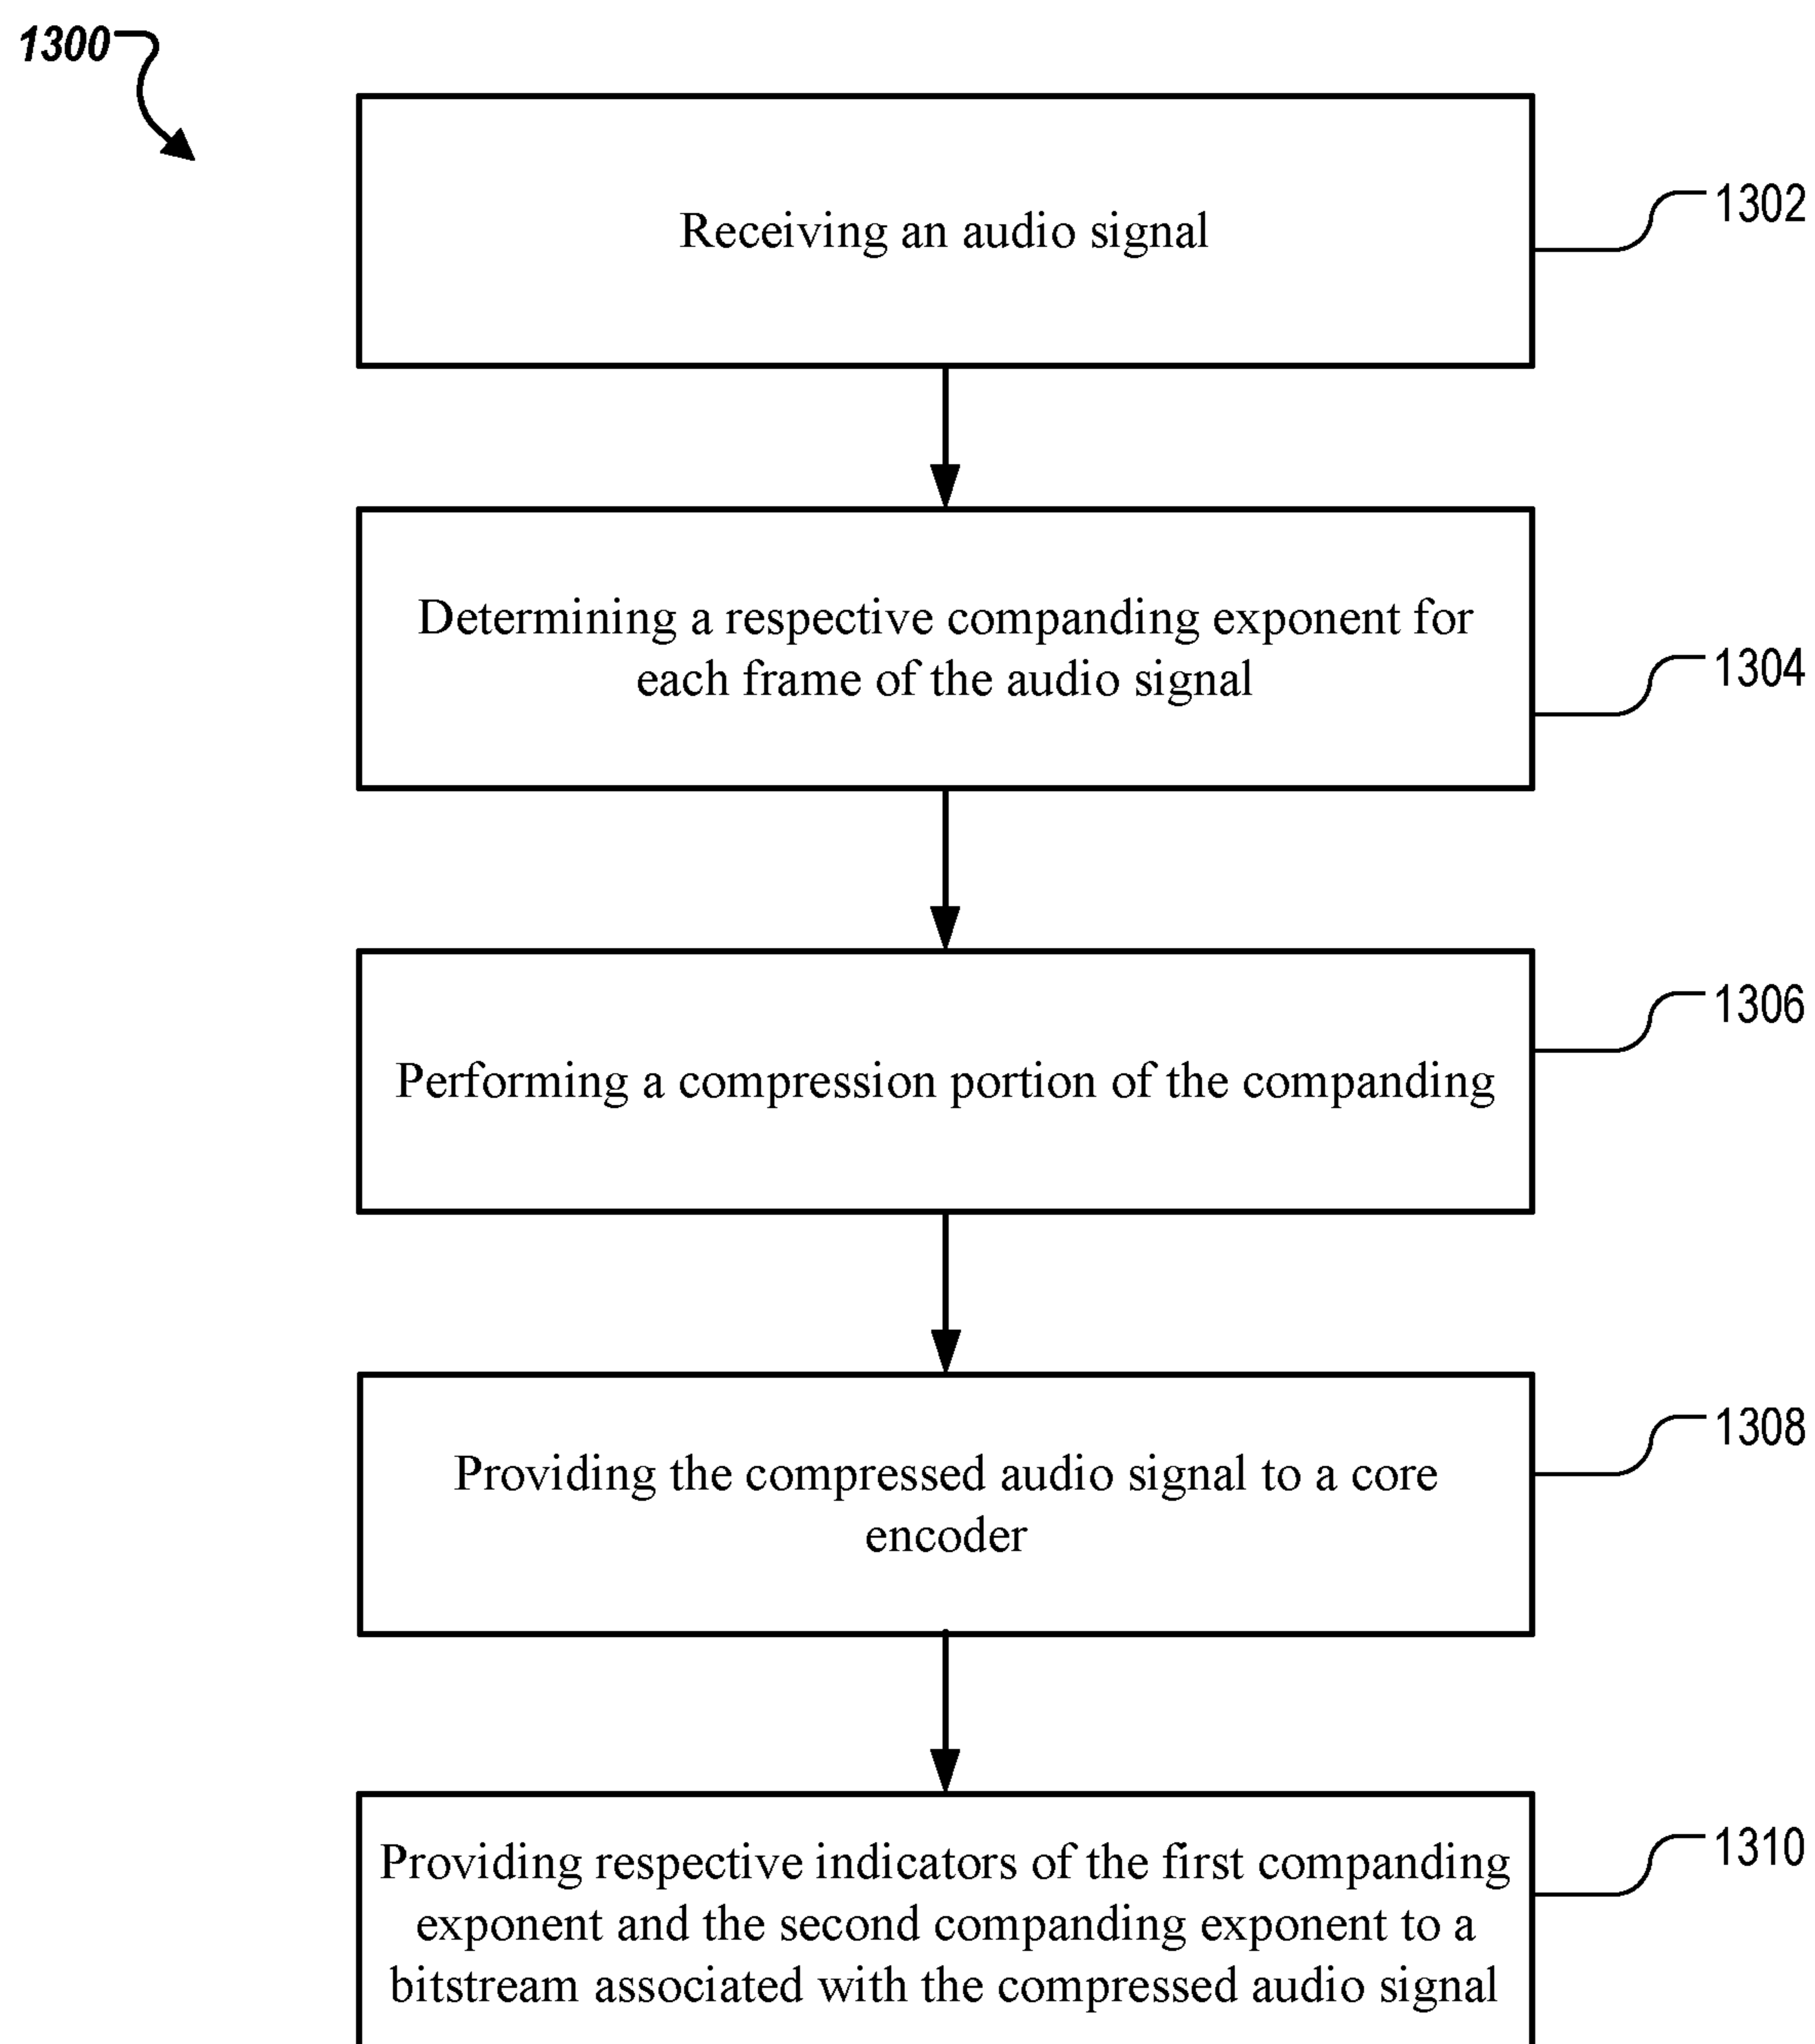 1300
Receiving an audio signal
1302
Determining a respective companding exponent for
each frame of the audio signal
1304
Performing a compression portion of the companding
1306
Providing the compressed audio signal to a core
encoder
1308
Providing respective indicators of the first companding
exponent and the second companding exponent to a
bitstream associated with the compressed audio signal
1310